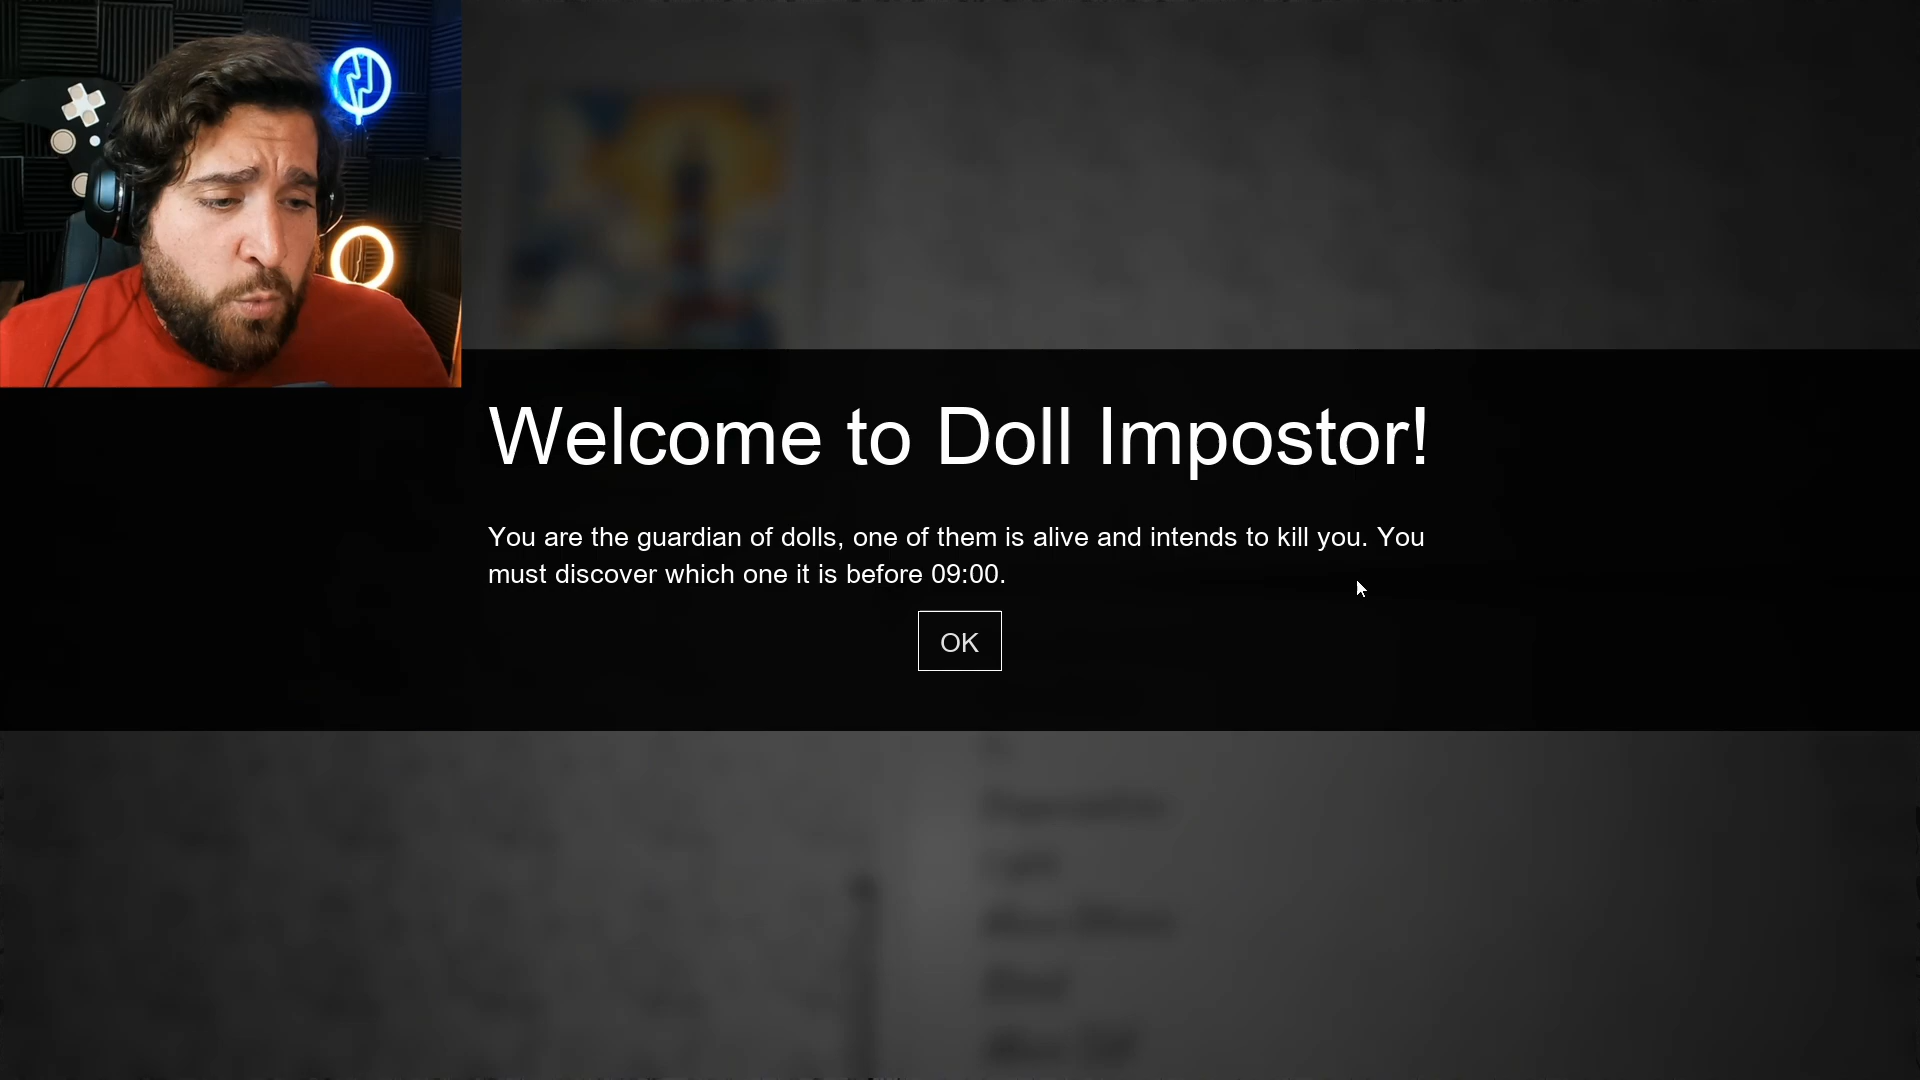 Welcome to Doll Impostor!
You are the guardian of dolls, one of them is alive and intends to kill you. You
must discover which one it is before 09:00.
OK